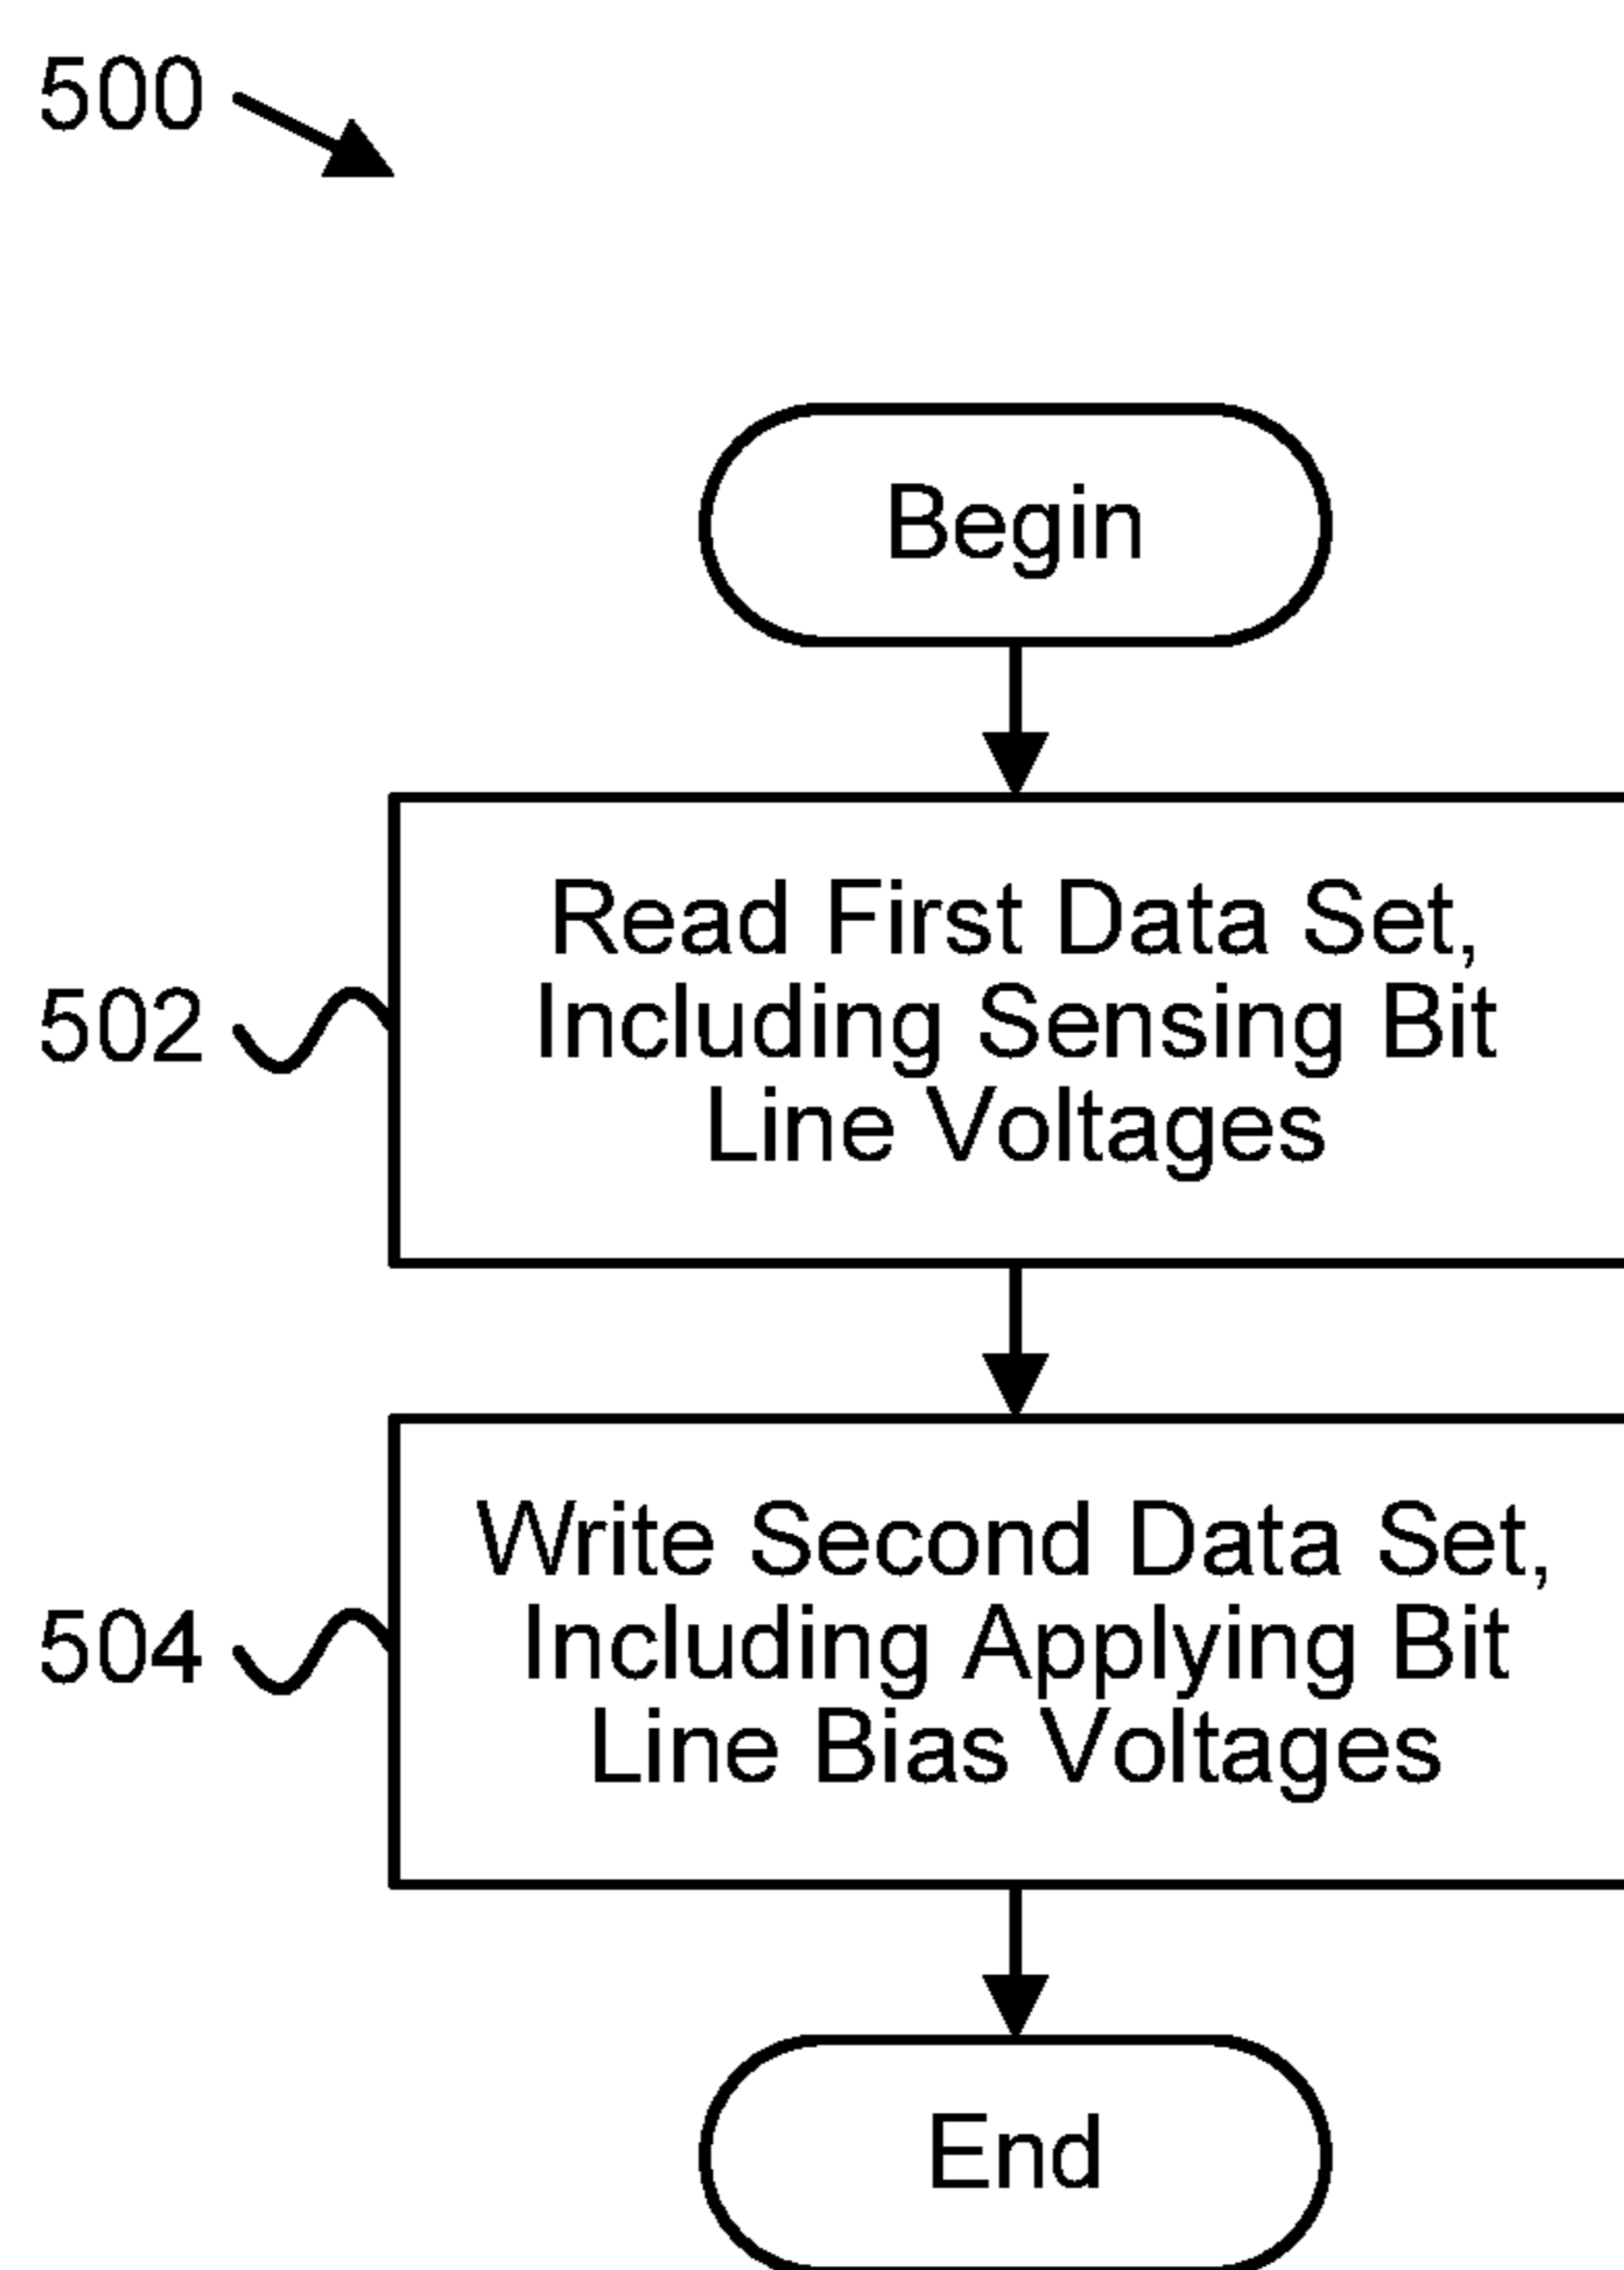 500
Begin
502
Read First Data Set,
Including Sensing Bit
Line Voltages
504
Write Second Data Set,
Including Applying Bit
Line Bias Voltages
End